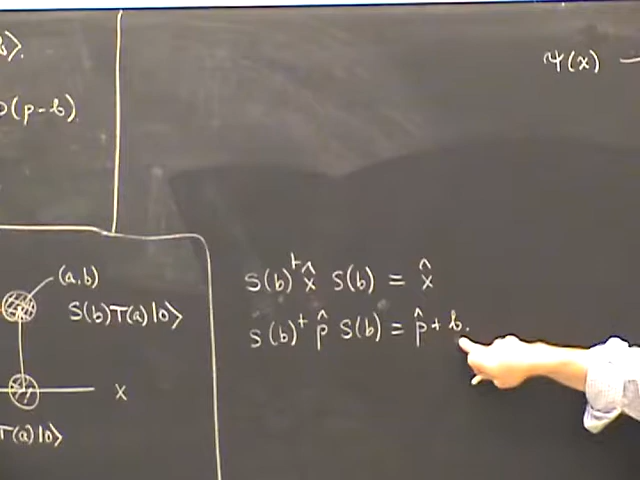 b⟩.
Ψ(x) —
(p-b)
(a,b)
S(b)T(a)|0⟩
x
T(a)|0⟩
S(b)† x̂ S(b) = x̂
S(b)† p̂ S(b) = p̂ + b.